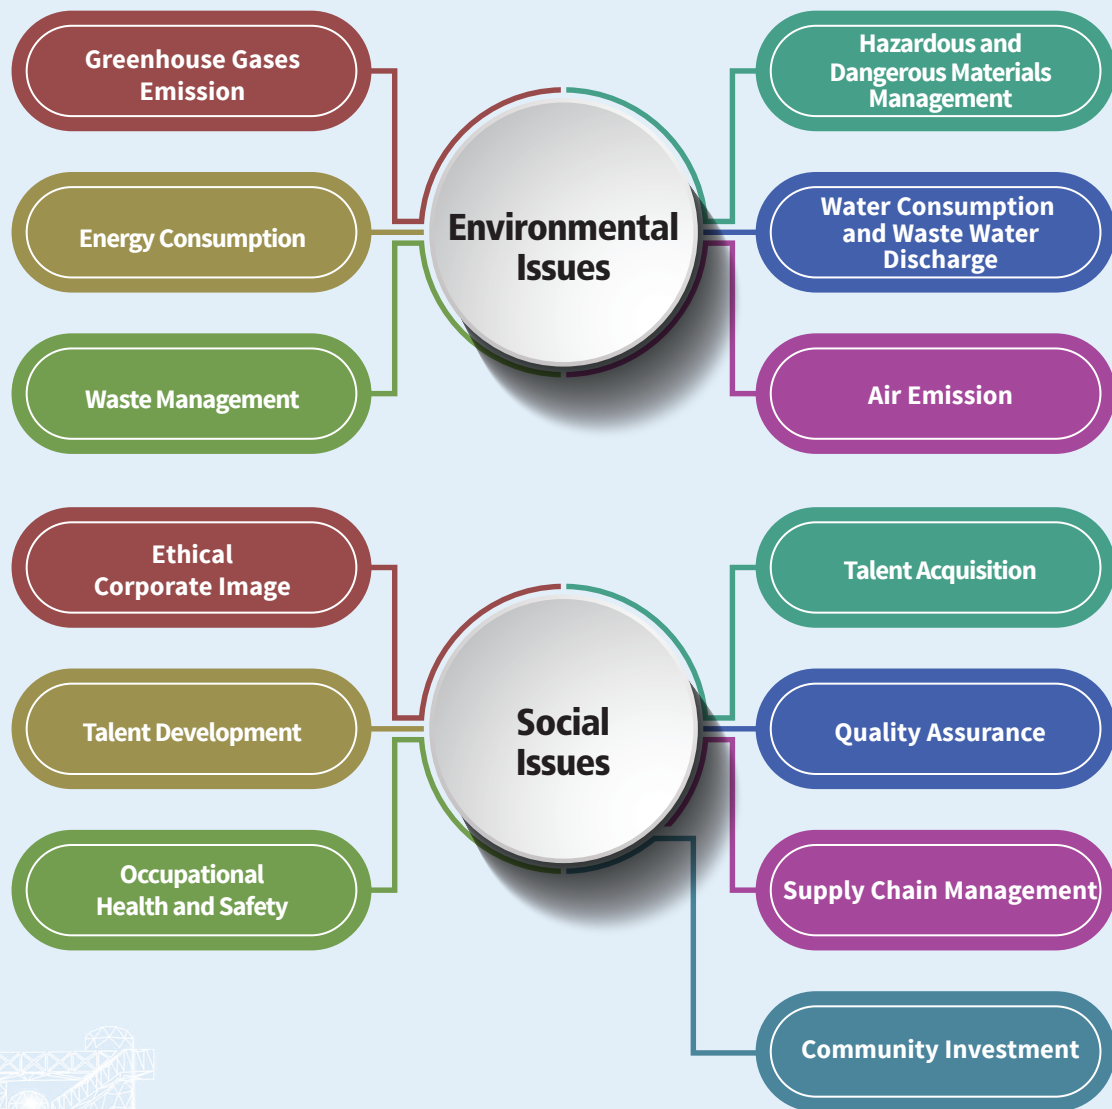 Greenhouse Gases
Emission
Energy Consumption
Waste Management
Environmental
Issues
Hazardous and
Dangerous Materials
Management
Water Consumption
and Waste Water
Discharge
Air Emission
Ethical
Corporate Image
Talent Development
Occupational
Health and Safety
Social
Issues
Talent Acquisition
Quality Assurance
Supply Chain Management
Community Investment